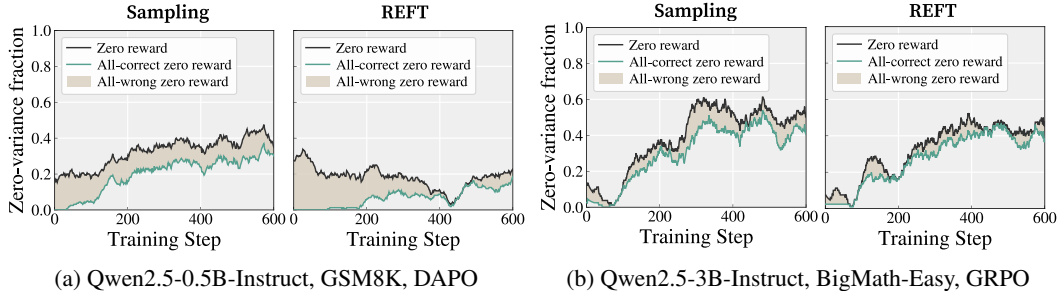 Sampling
REFT
Sampling
REFT
Zero-variance fraction
1.0
0.8
0.6
0.4
0.2
0.0
Zero reward
All-correct zero reward
All-wrong zero reward
Zero reward
All-correct zero reward
All-wrong zero reward
200
400
600
200
400
600
Training Step
Training Step
(a) Qwen2.5-0.5B-Instruct, GSM8K, DAPO
Zero-variance fraction
1.0
0.8
0.6
0.4
0.2
0.0
Zero reward
All-correct zero reward
All-wrong zero reward
Zero reward
All-correct zero reward
All-wrong zero reward
200
400
600
200
400
600
Training Step
Training Step
(b) Qwen2.5-3B-Instruct, BigMath-Easy, GRPO